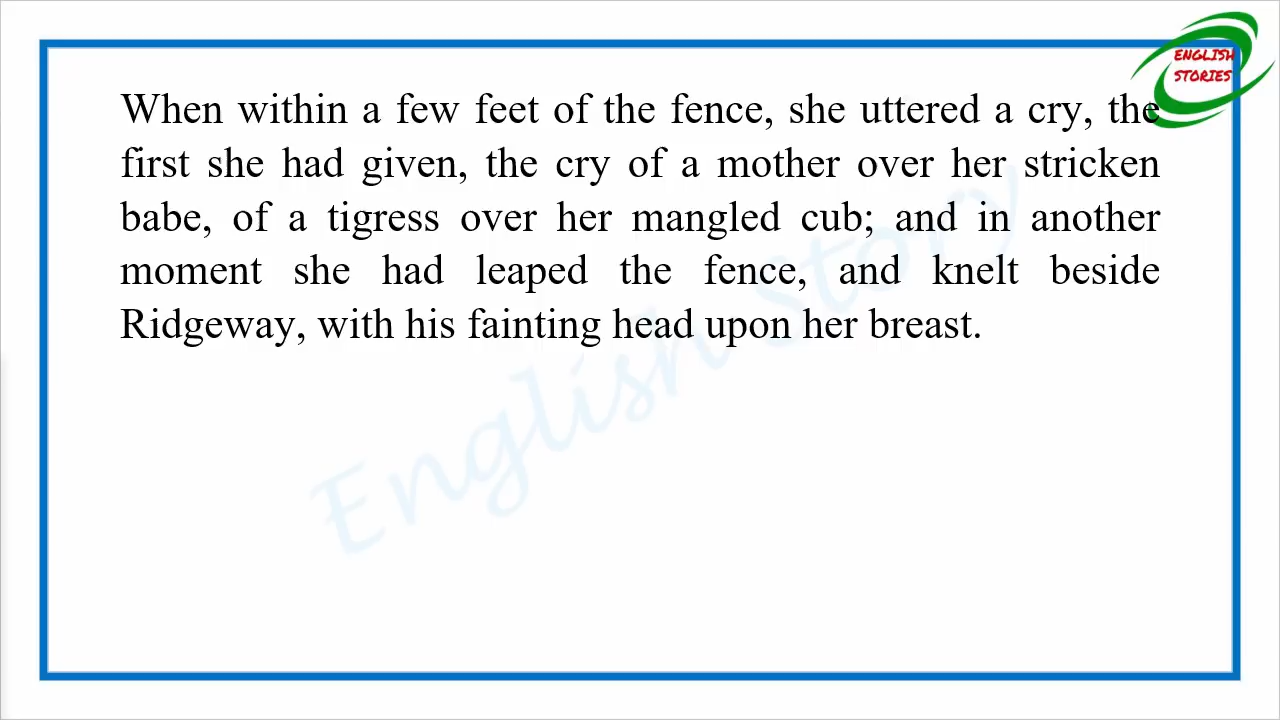 ENGLISH
STORIES
When within a few feet of the fence, she uttered a cry, the
first she had given, the cry of a mother over her stricken
babe, of a tigress over her mangled cub; and in another
moment she had leaped the fence, and knelt beside
Ridgeway, with his fainting head upon her breast.
English Story